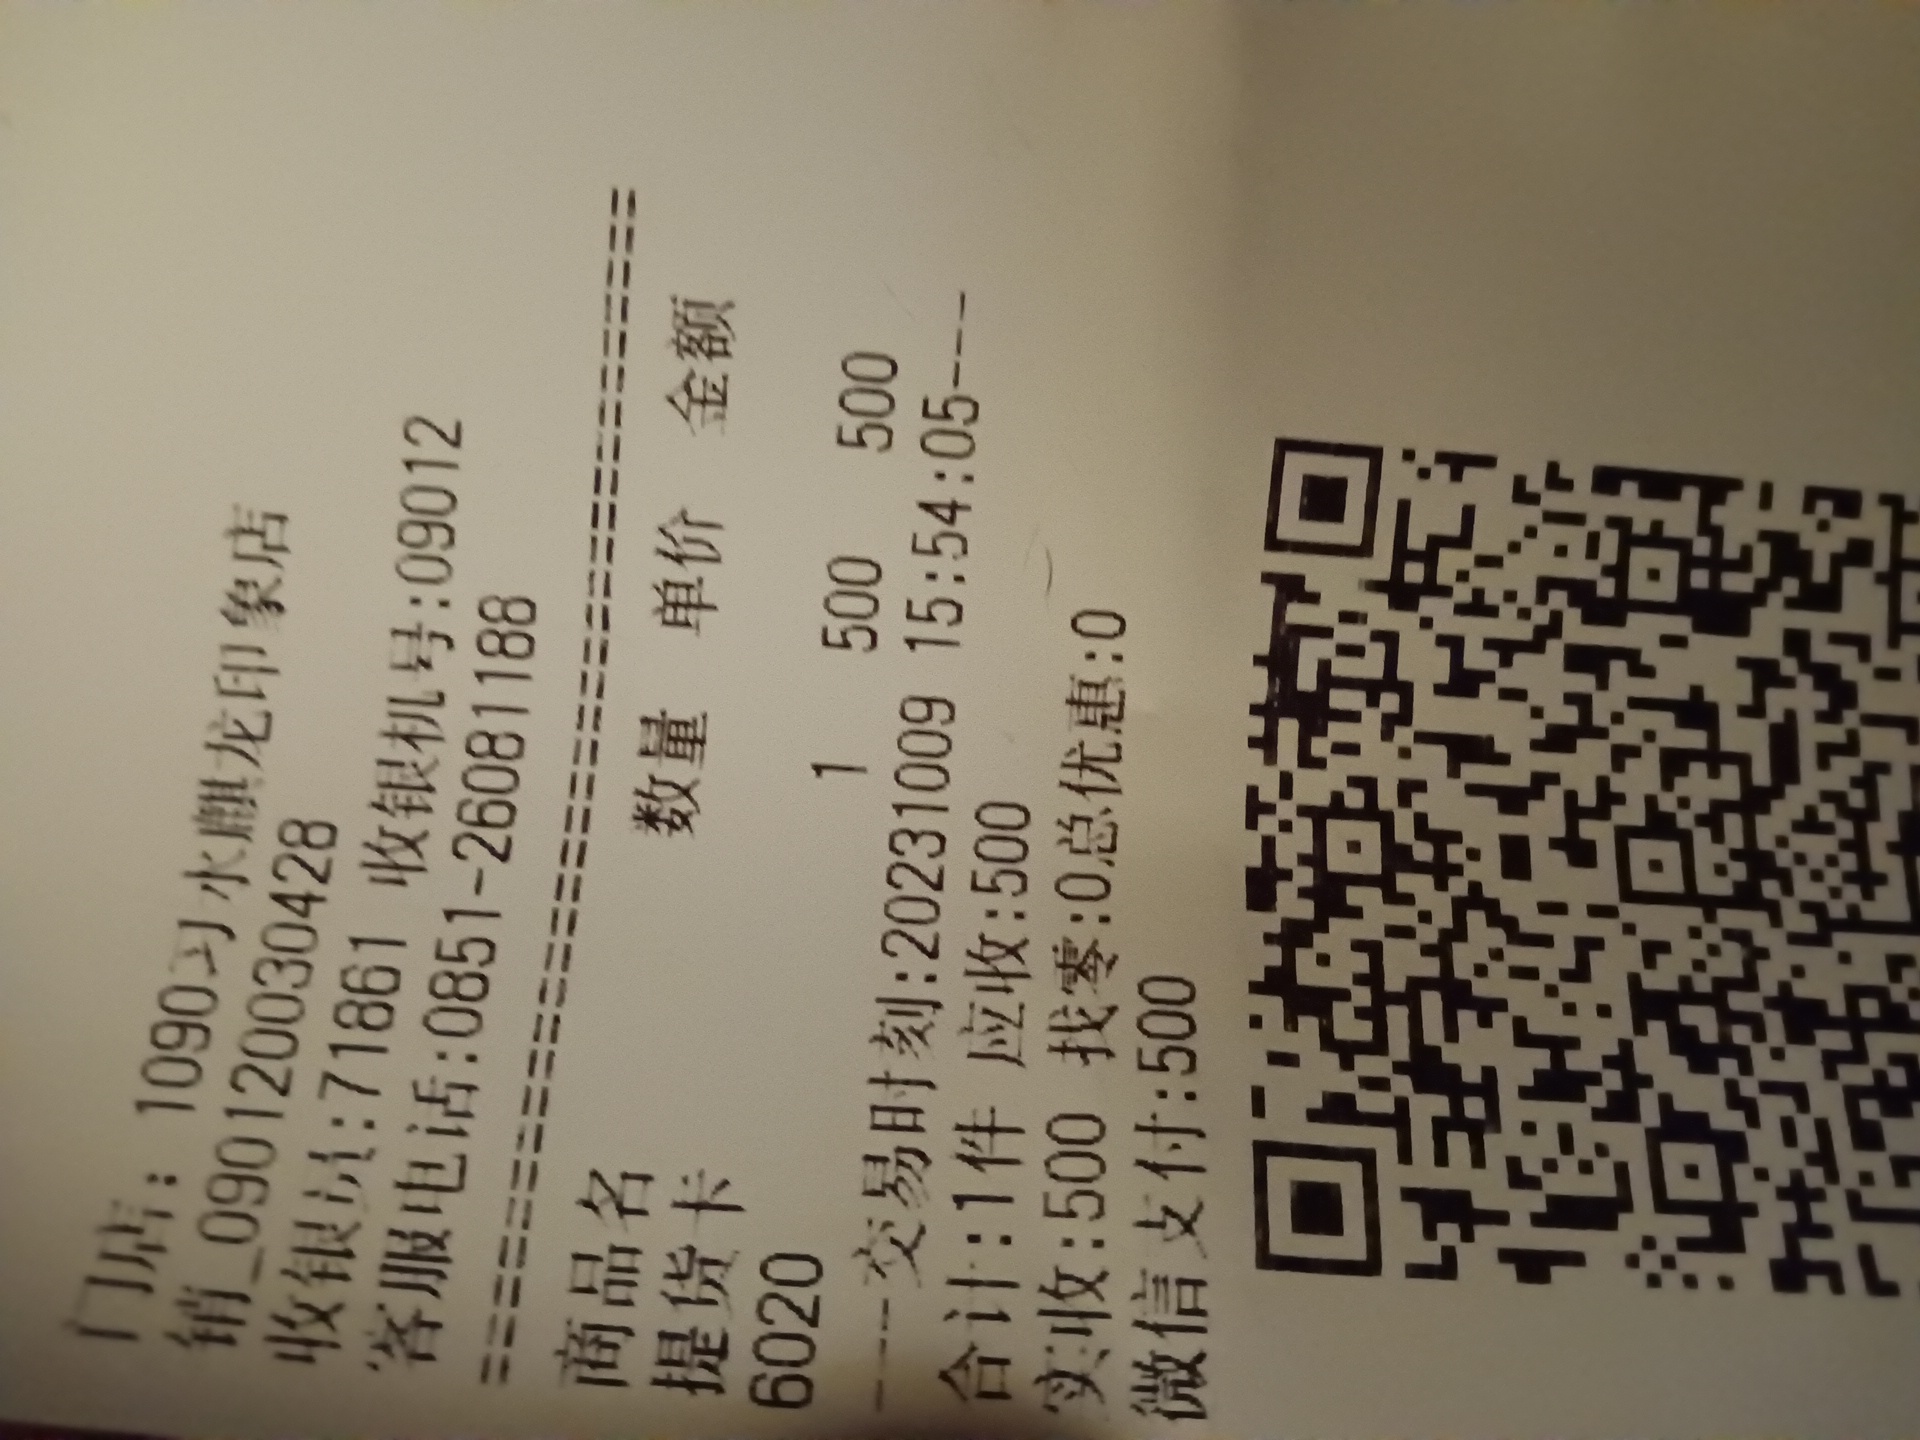 门店：1090习水麒龙印象店
销_090120030428
收银员:71861 收银机号:09012
客服电话:0851-26081188
商品名 数量 单价 金额
提货卡
6020 1 500 500
----交易时刻:20231009 15:54:05----
合计:1件 应收:500
实收:500 找零:0总优惠:0
微信支付:500